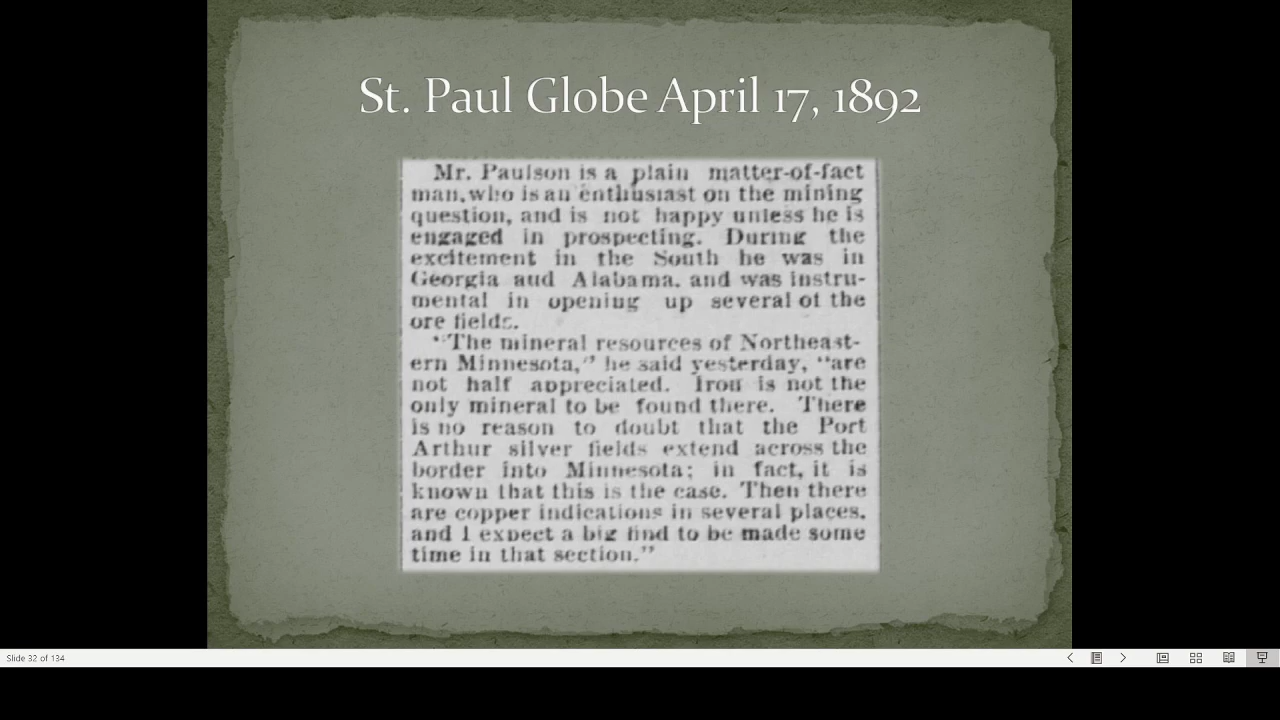 St. Paul Globe April 17, 1892
Mr. Paulson is a plain matter-of-fact
man, who is an enthusiast on the mining
question, and is not happy unless he is
engaged in prospecting. During the
excitement in the South he was in
Georgia and Alabama, and was instru-
mental in opening up several of the
ore fields.
"The mineral resources of Northeast-
ern Minnesota," he said yesterday, "are
not half appreciated. Iron is not the
only mineral to be found there. There
is no reason to doubt that the Port
Arthur silver fields extend across the
border into Minnesota; in fact, it is
known that this is the case. Then there
are copper indications in several places,
and I expect a big find to be made some
time in that section."
Slide 32 of 134